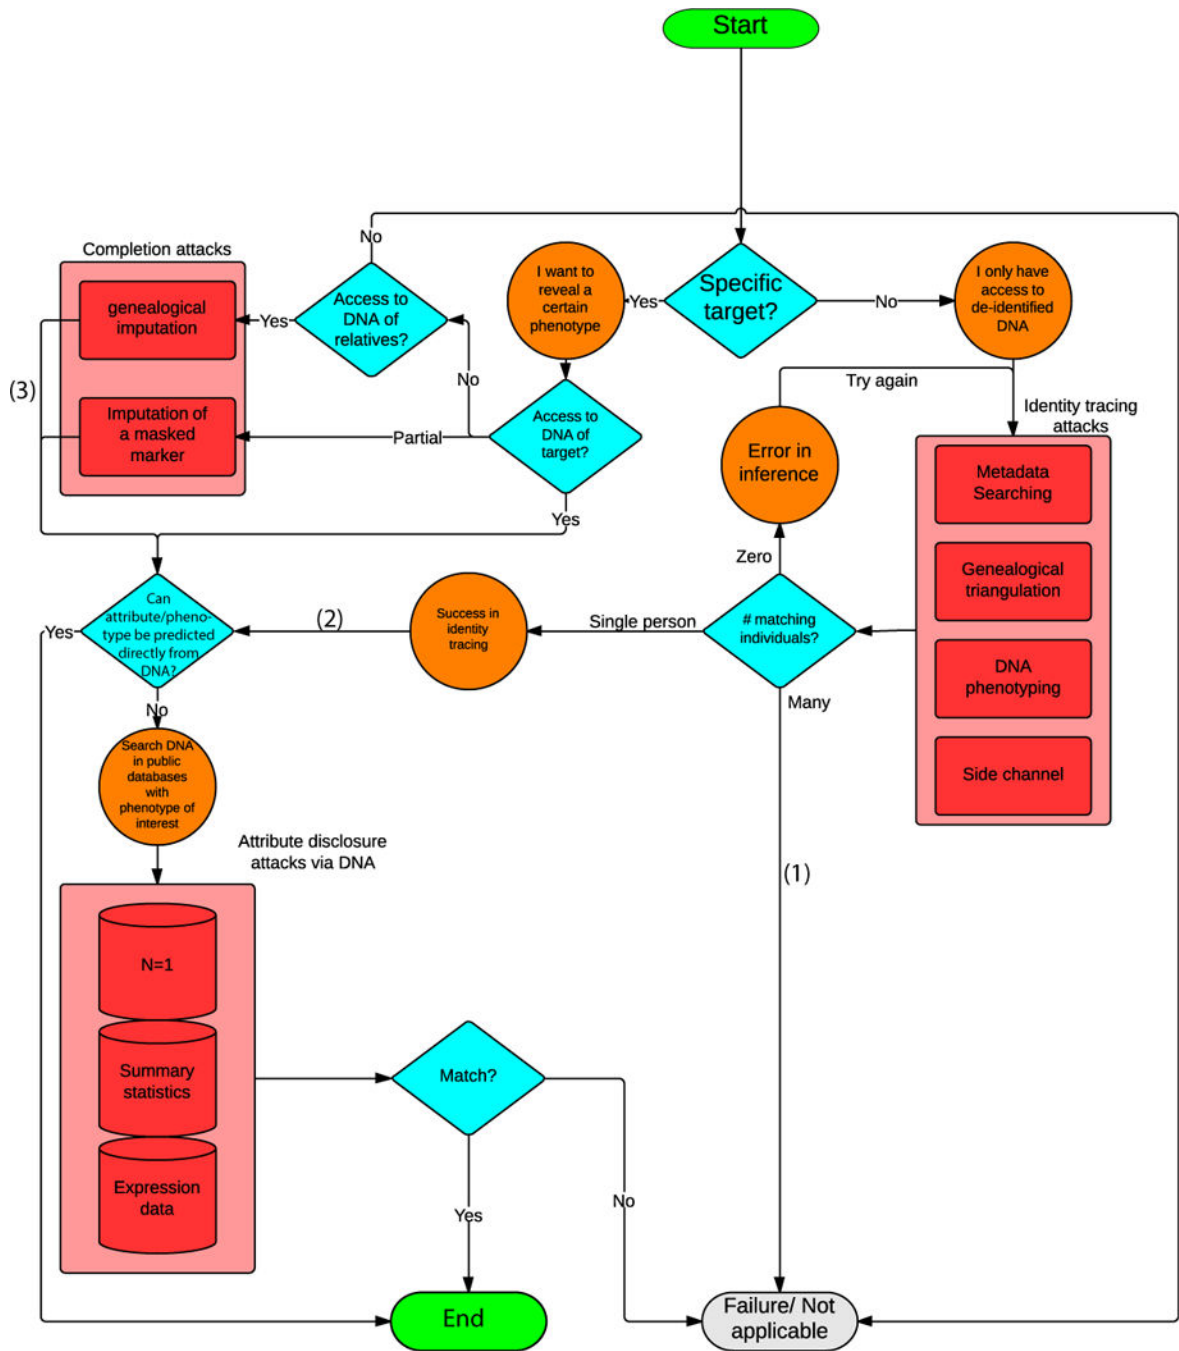 Start
No
Completion attacks
genealogical
imputation
Yes
Access to
DNA of
relatives?
I want to
reveal a
certain
phenotype
Yes
Specific
target?
No
I only have
access to
de-identified
DNA
(3)
No
Try again
Imputation of
a masked
marker
Partial
Access to
DNA of
target?
Error in
inference
Identity tracing
attacks
Metadata
Searching
Yes
Zero
Genealogical
triangulation
Yes
Can
attribute/pheno-
type be predicted
directly from
DNA?
(2)
Success in
identity
tracing
Single person
# matching
individuals?
DNA
phenotyping
No
Many
Search DNA
in public
databases
with
phenotype of
interest
Side channel
Attribute disclosure
attacks via DNA
(1)
N=1
Summary
statistics
Match?
Expression
data
Yes
No
End
Failure/ Not
applicable